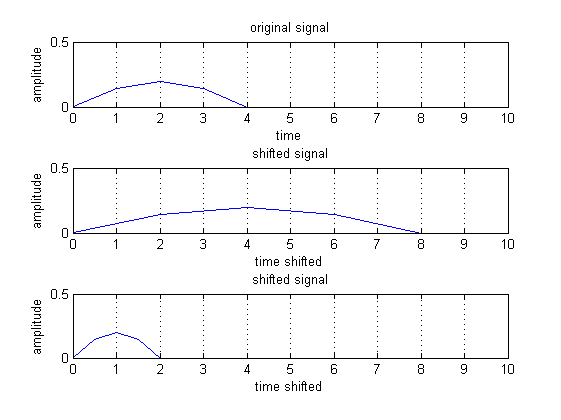 original signal
0.5
amplitude
0
0 1 2 3 4 5 6 7 8 9 10
time
shifted signal
0.5
amplitude
0
0 1 2 3 4 5 6 7 8 9 10
time shifted
shifted signal
0.5
amplitude
0
0 1 2 3 4 5 6 7 8 9 10
time shifted